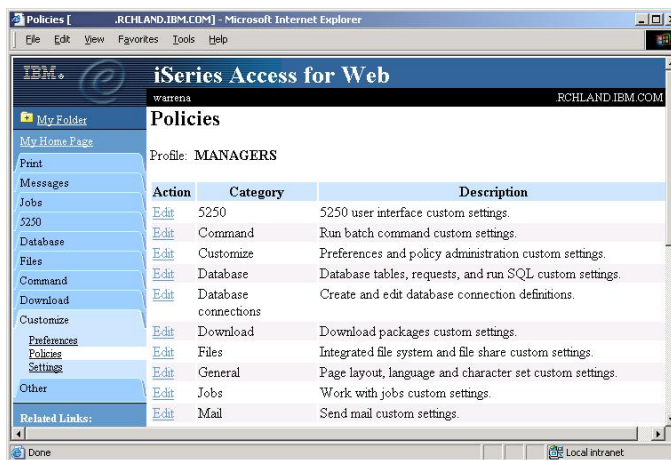 Policies [ .RCHLAND.IBM.COM] - Microsoft Internet Explorer
File Edit View Favorites Tools Help
IBM.
iSeries Access for Web
warrena .RCHLAND.IBM.COM
My Folder
My Home Page
Print
Messages
Jobs
5250
Database
Files
Command
Download
Customize
Preferences
Policies
Settings
Other
Related Links:
Policies
Profile: MANAGERS
Action Category Description
Edit 5250 5250 user interface custom settings.
Edit Command Run batch command custom settings.
Edit Customize Preferences and policy administration custom settings.
Edit Database Database tables, requests, and run SQL custom settings.
Edit Database connections Create and edit database connection definitions.
Edit Download Download packages custom settings.
Edit Files Integrated file system and file share custom settings.
Edit General Page layout, language and character set custom settings.
Edit Jobs Work with jobs custom settings.
Edit Mail Send mail custom settings.
Done Local intranet